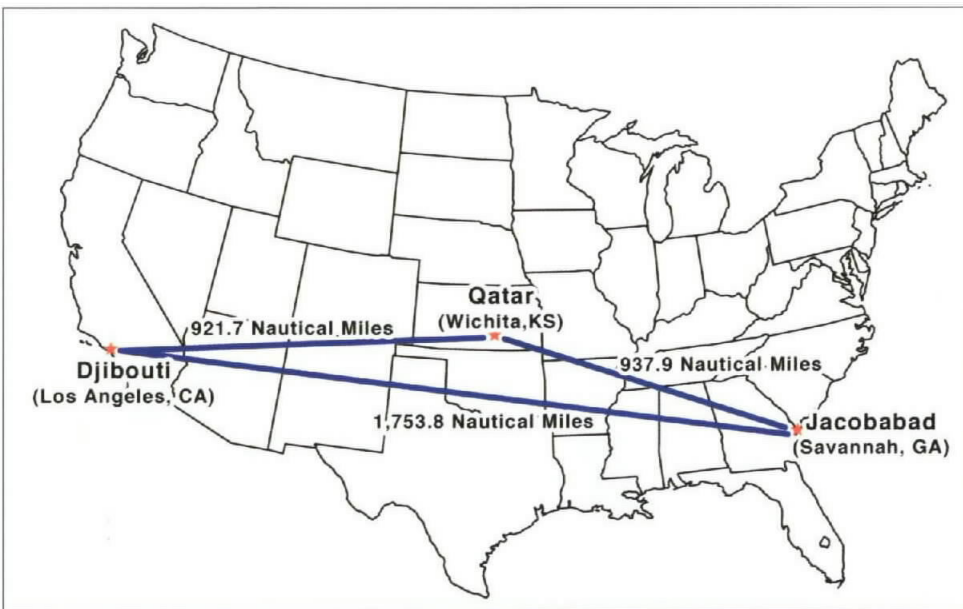 Qatar
(Wichita,KS)
921.7 Nautical Miles
937.9 Nautical Miles
Djibouti
(Los Angeles, CA)
1,753.8 Nautical Miles
Jacobabad
(Savannah, GA)